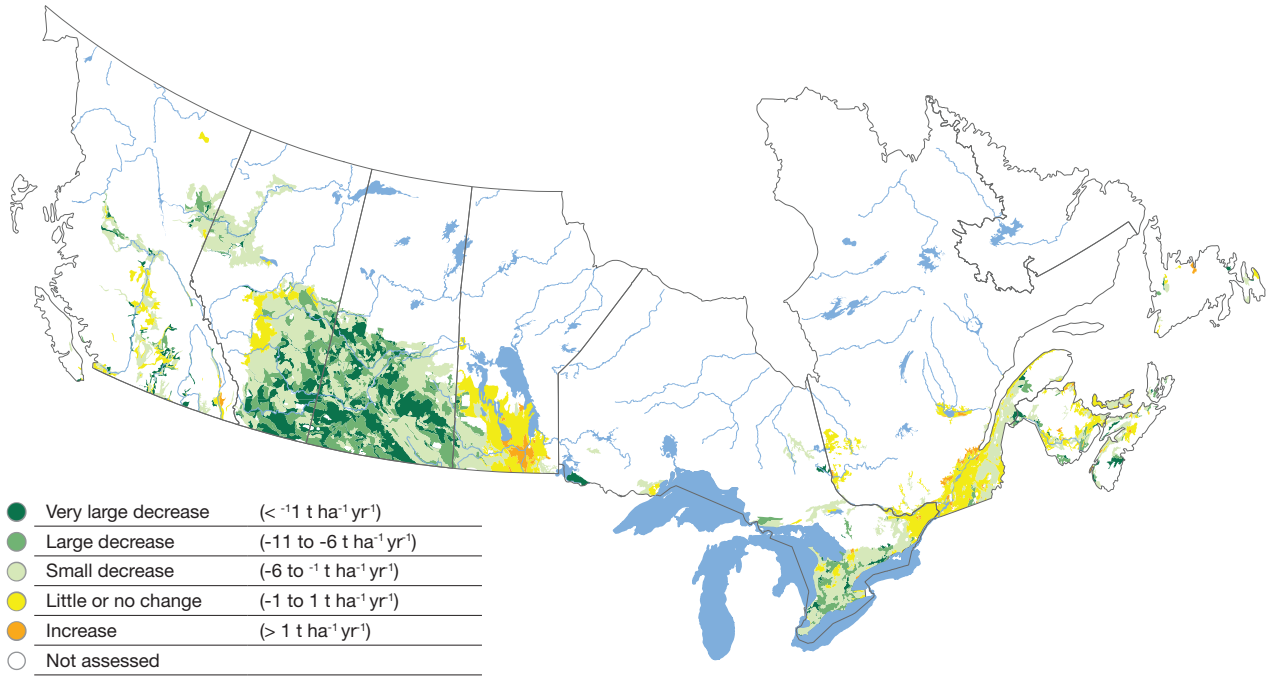 Very large decrease (< ⁻¹1 t ha⁻¹ yr⁻¹)
Large decrease (-11 to -6 t ha⁻¹ yr⁻¹)
Small decrease (-6 to ⁻¹ t ha⁻¹ yr⁻¹)
Little or no change (-1 to 1 t ha⁻¹ yr⁻¹)
Increase (> 1 t ha⁻¹ yr⁻¹)
Not assessed